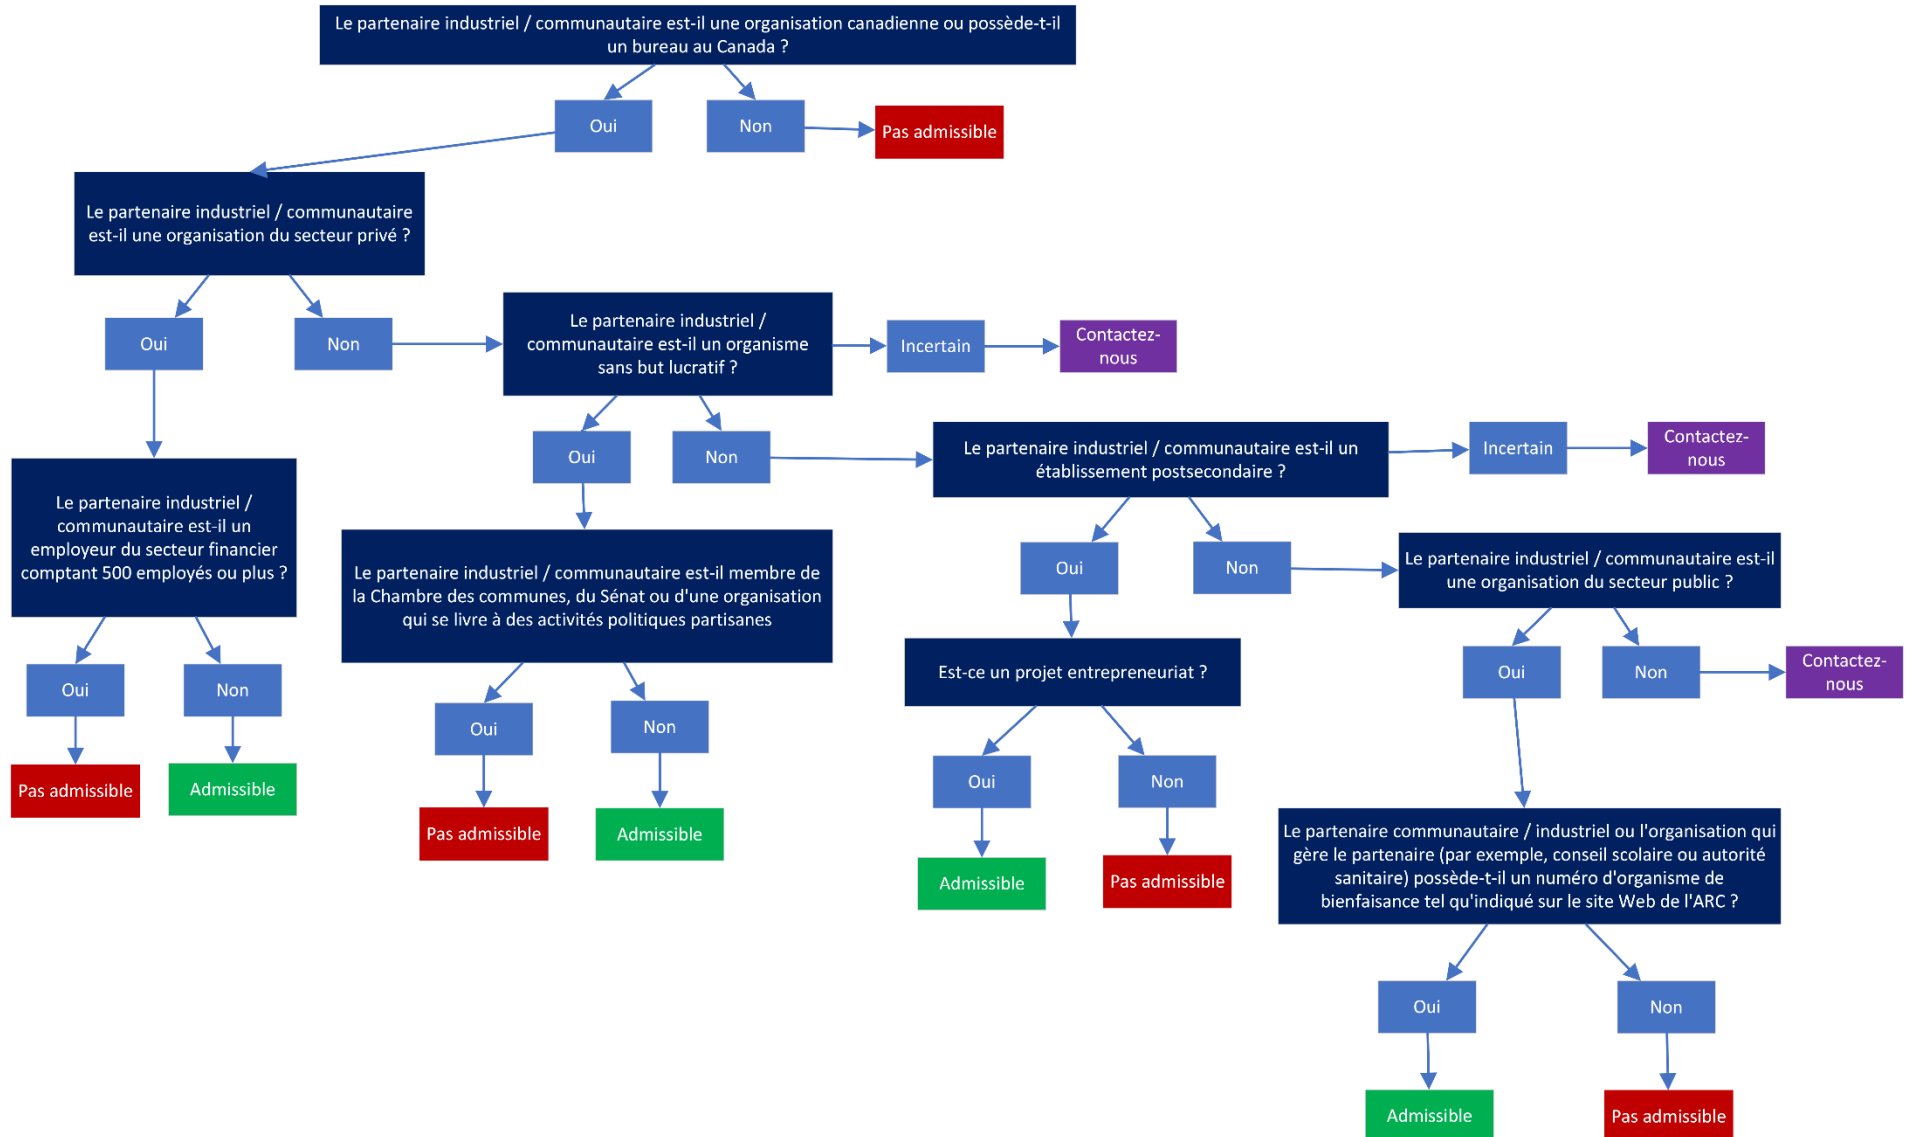 Le partenaire industriel / communautaire est-il une organisation canadienne ou possède-t-il
un bureau au Canada ?
Oui
Non
Pas admissible
Le partenaire industriel / communautaire
est-il une organisation du secteur privé ?
Oui
Non
Le partenaire industriel /
communautaire est-il un organisme
sans but lucratif ?
Incertain
Contactez-
nous
Oui
Non
Le partenaire industriel / communautaire est-il un
établissement postsecondaire ?
Incertain
Contactez-
nous
Le partenaire industriel /
communautaire est-il un
employeur du secteur financier
comptant 500 employés ou plus ?
Le partenaire industriel / communautaire est-il membre de
la Chambre des communes, du Sénat ou d'une organisation
qui se livre à des activités politiques partisanes
Oui
Non
Le partenaire industriel / communautaire est-il
une organisation du secteur public ?
Oui
Non
Est-ce un projet entrepreneuriat ?
Oui
Non
Contactez-
nous
Oui
Non
Pas admissible
Admissible
Oui
Non
Pas admissible
Admissible
Admissible
Pas admissible
Le partenaire communautaire / industriel ou l'organisation qui
gère le partenaire (par exemple, conseil scolaire ou autorité
sanitaire) possède-t-il un numéro d'organisme de
bienfaisance tel qu'indiqué sur le site Web de l'ARC ?
Oui
Non
Admissible
Pas admissible